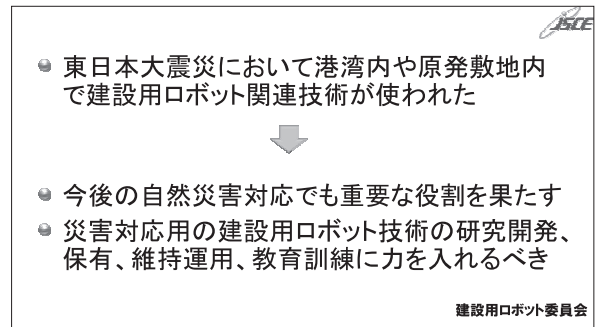 JSCE
東日本大震災において港湾内や原発敷地内
で建設用ロボット関連技術が使われた
今後の自然災害対応でも重要な役割を果たす
災害対応用の建設用ロボット技術の研究開発、
保有、維持運用、教育訓練に力を入れるべき
建設用ロボット委員会